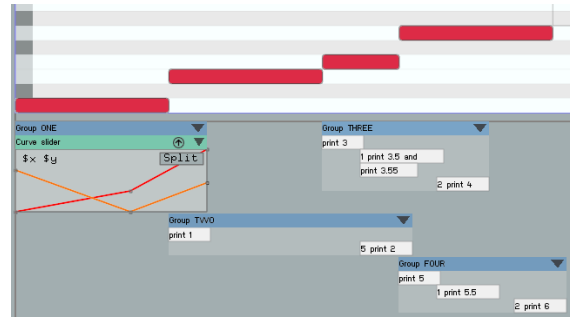 Group ONE
Curve slider
$x $y
Split
Group THREE
print 3
1 print 3.5 and
print 3.55
2 print 4
Group TWO
print 1
5 print 2
Group FOUR
print 5
1 print 5.5
2 print 6